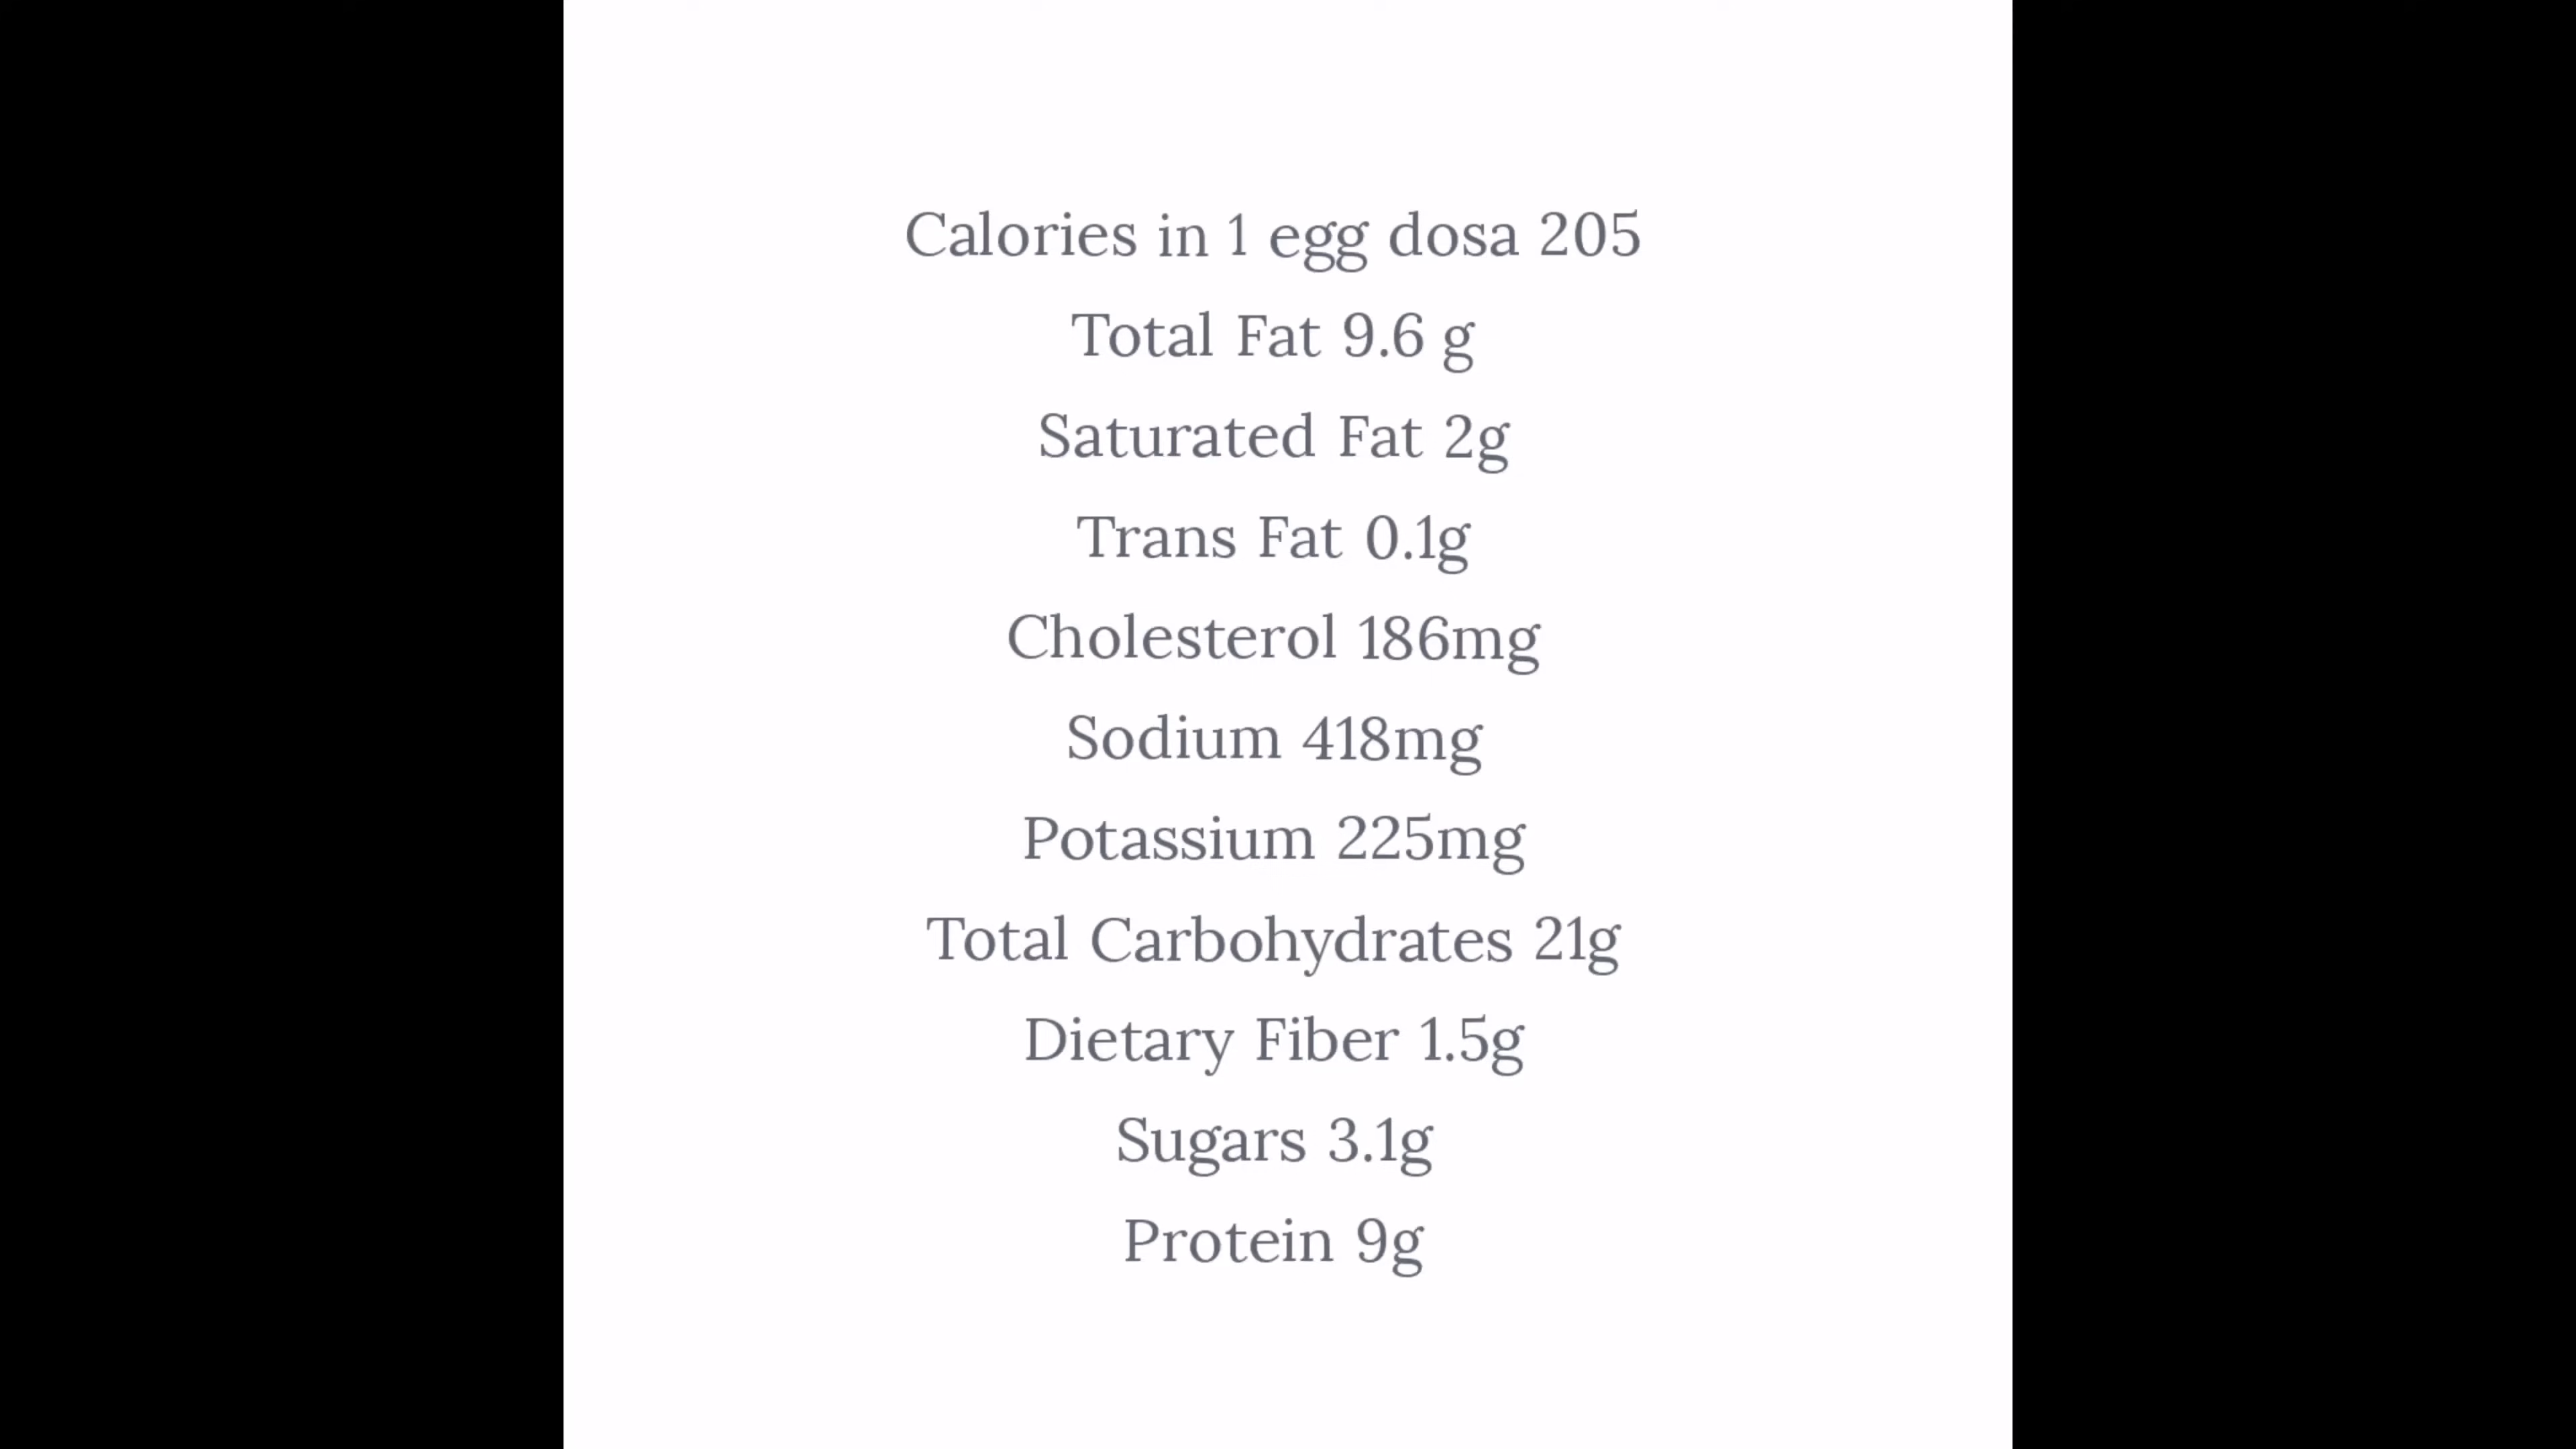 Calories in 1 egg dosa 205
Total Fat 9.6 g
Saturated Fat 2g
Trans Fat 0.1g
Cholesterol 186mg
Sodium 418mg
Potassium 225mg
Total Carbohydrates 21g
Dietary Fiber 1.5g
Sugars 3.1g
Protein 9g